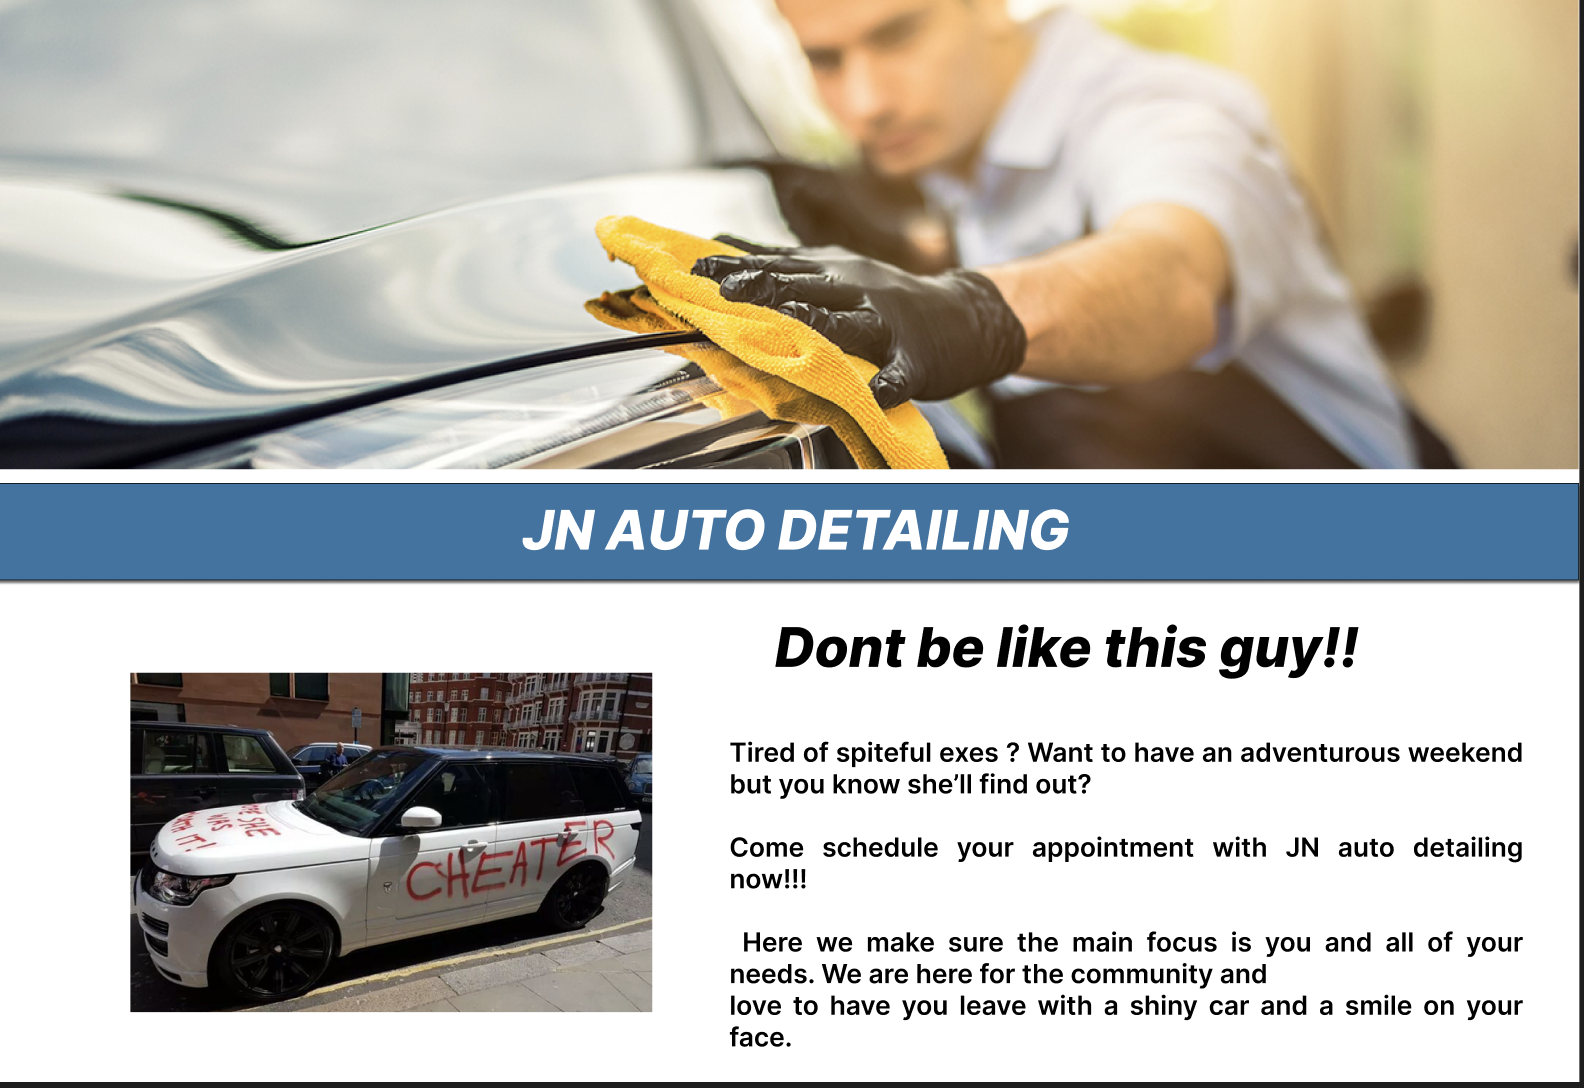 JN AUTO DETAILING
Dont be like this guy!!
Tired of spiteful exes ? Want to have an adventurous weekend
but you know she’ll find out?
Come schedule your appointment with JN auto detailing
now!!!
Here we make sure the main focus is you and all of your
needs. We are here for the community and
love to have you leave with a shiny car and a smile on your
face.
SHE
WAS
IT!
CHEATER